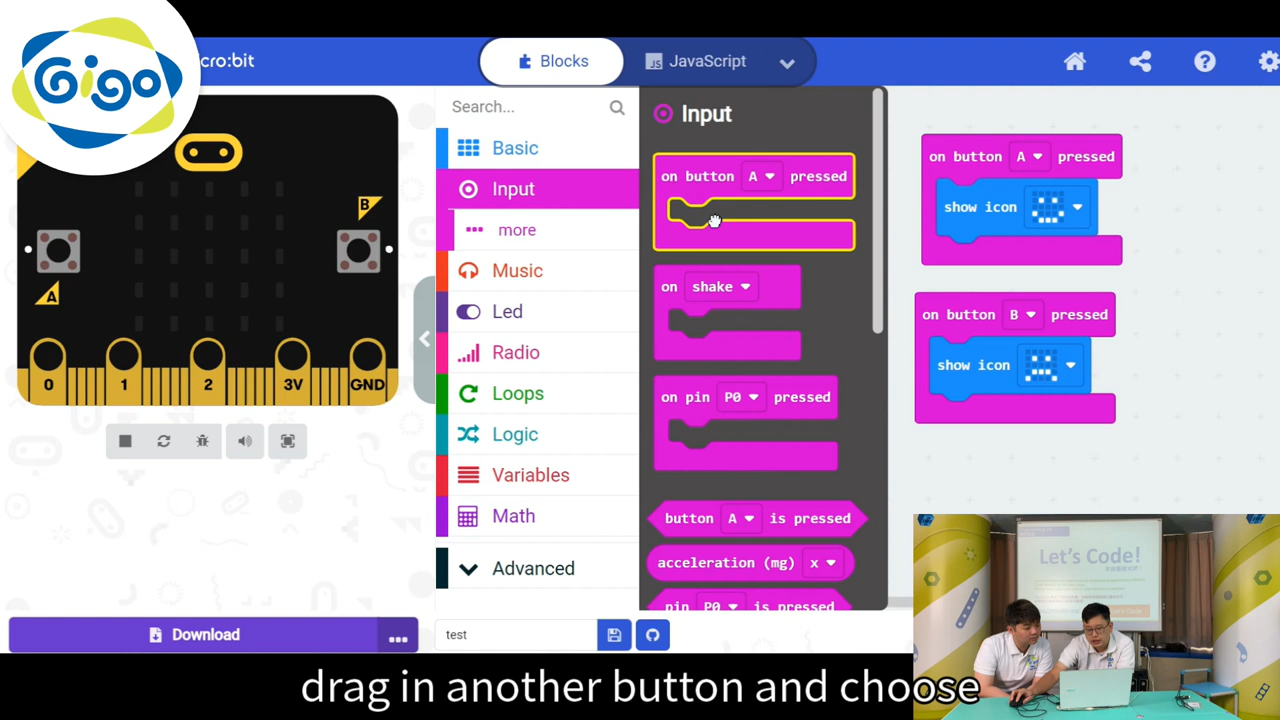 Gigo
cro:bit
Blocks
JS JavaScript
Search...
Basic
Input
more
Music
Led
Radio
Loops
Logic
Variables
Math
Advanced
Input
on button A pressed
on shake
on pin P0 pressed
button A is pressed
acceleration (mg) x
pin P0 is pressed
on button A pressed
show icon
on button B pressed
show icon
B
A
0 1 2 3V GND
Download
test
Let's Code!
drag in another button and choose